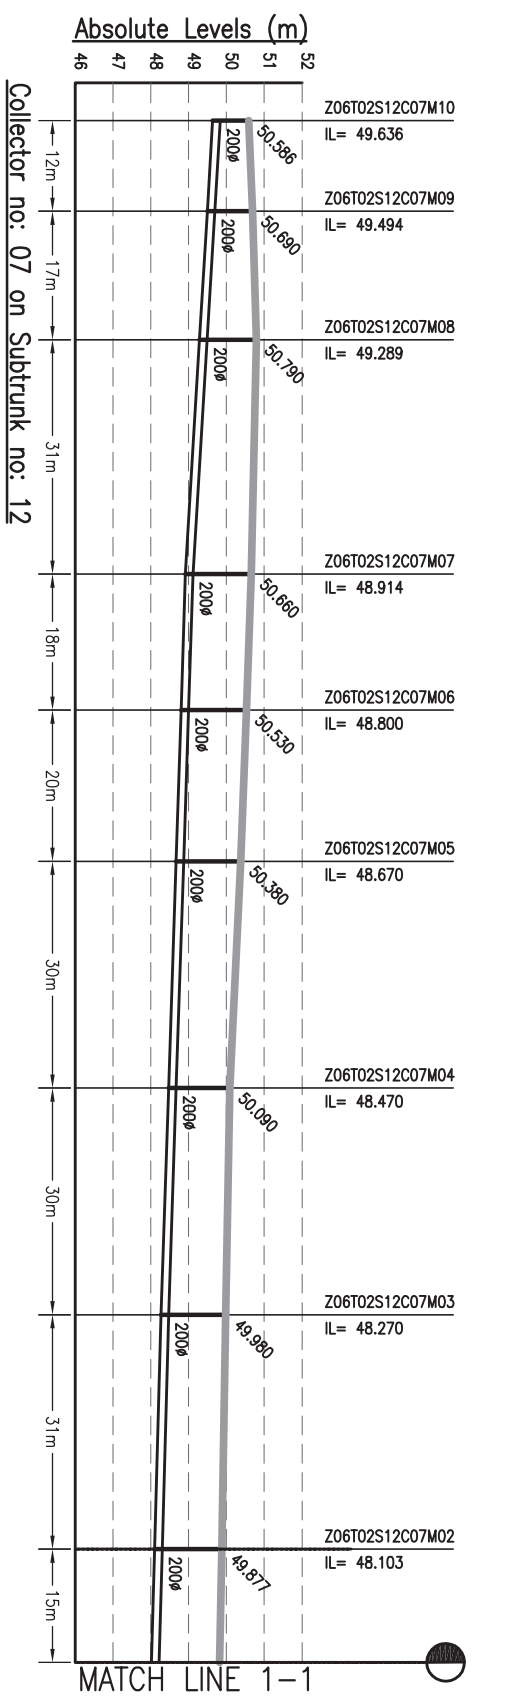 Absolute Levels (m)
46 47 48 49 50 51 52
Z06T02S12C07M10
IL= 49.636
50.586
200ø
12m
Z06T02S12C07M09
IL= 49.494
50.690
200ø
17m
Z06T02S12C07M08
IL= 49.289
50.790
200ø
31m
Z06T02S12C07M07
IL= 48.914
50.660
200ø
18m
Z06T02S12C07M06
IL= 48.800
50.530
200ø
20m
Z06T02S12C07M05
IL= 48.670
50.380
200ø
30m
Z06T02S12C07M04
IL= 48.470
50.090
200ø
30m
Z06T02S12C07M03
IL= 48.270
49.980
200ø
31m
Z06T02S12C07M02
IL= 48.103
49.877
200ø
15m
MATCH LINE 1-1
Collector no: 07 on Subtrunk no: 12